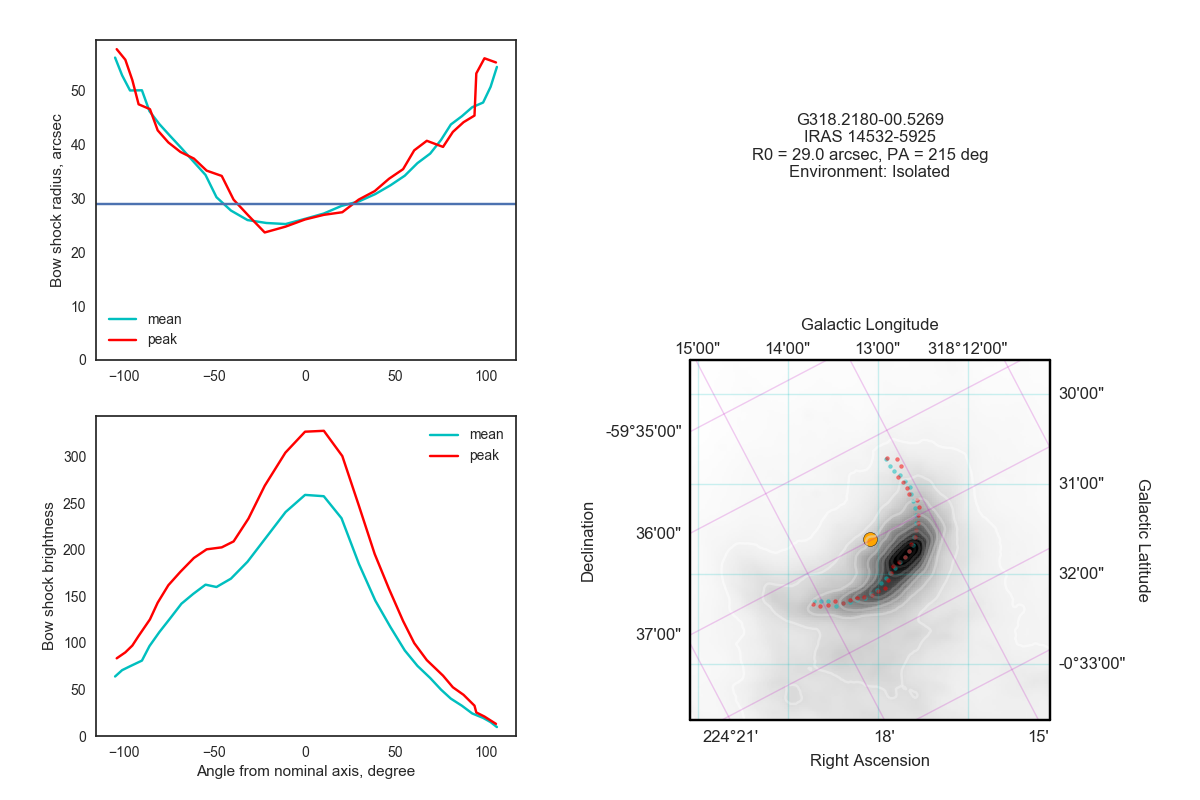 Bow shock radius, arcsec
50
40
30
20
10
0
mean
peak
−100
−50
0
50
100
Bow shock brightness
300
250
200
150
100
50
0
mean
peak
−100
−50
0
50
100
Angle from nominal axis, degree
G318.2180-00.5269
IRAS 14532-5925
R0 = 29.0 arcsec, PA = 215 deg
Environment: Isolated
Galactic Longitude
15'00"
14'00"
13'00"
318°12'00"
-59°35'00"
36'00"
37'00"
Declination
30'00"
31'00"
32'00"
-0°33'00"
Galactic Latitude
224°21'
18'
15'
Right Ascension